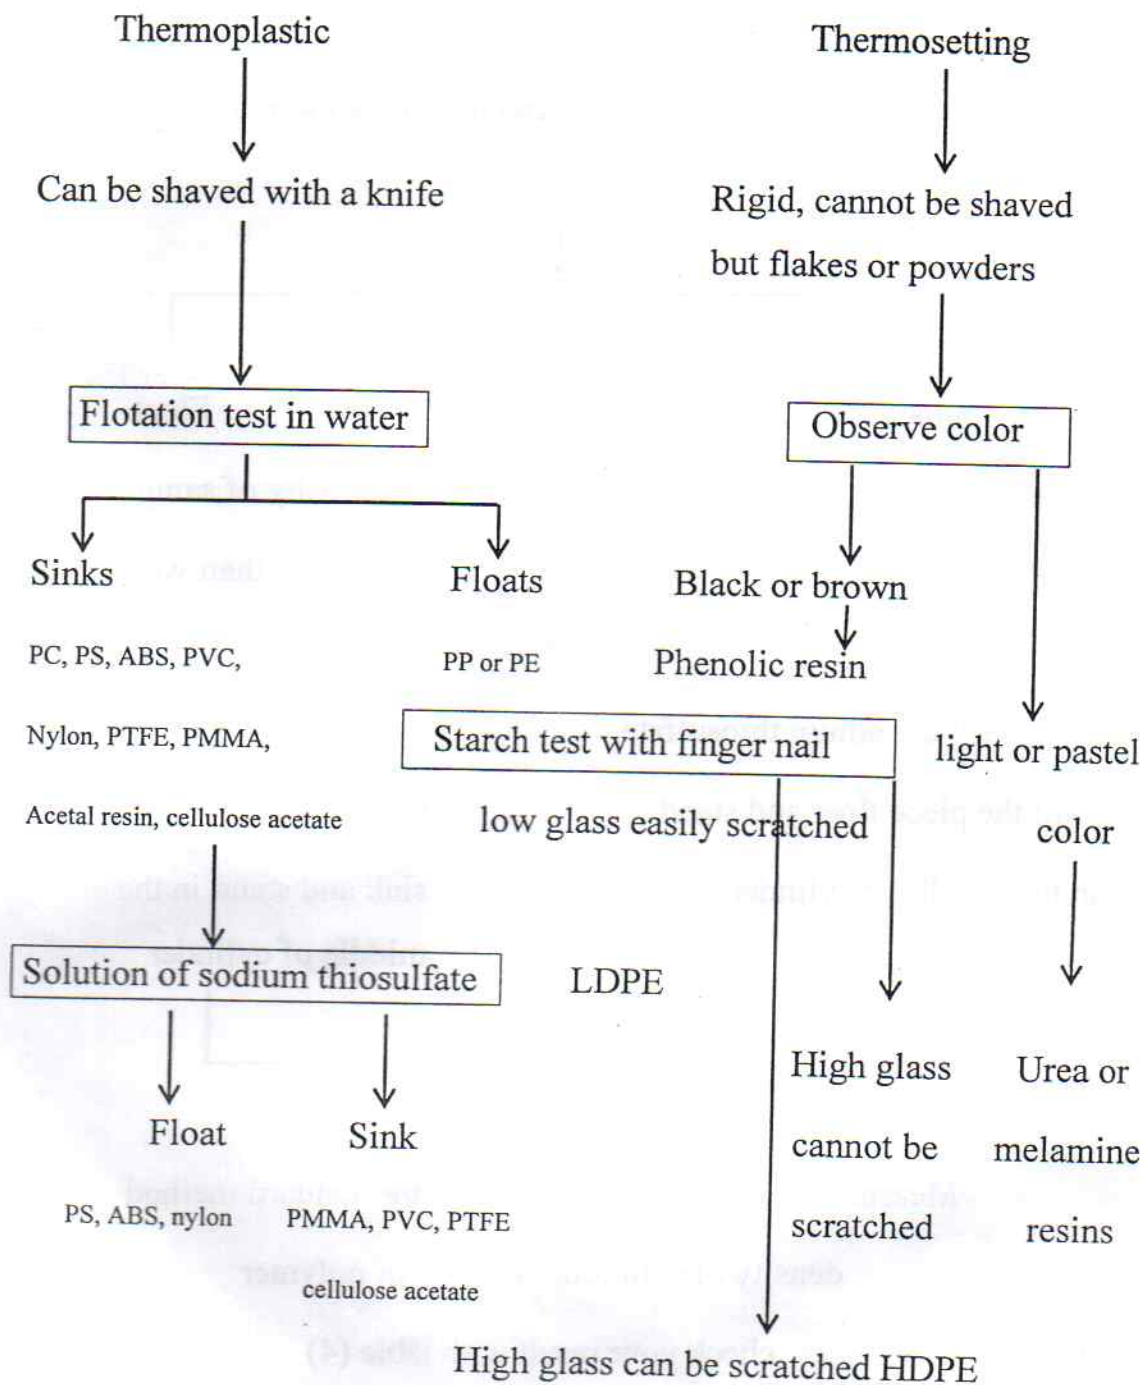 Thermoplastic
Thermosetting
Can be shaved with a knife
Rigid, cannot be shaved
but flakes or powders
Flotation test in water
Observe color
Sinks
Floats
Black or brown
PC, PS, ABS, PVC,
PP or PE
Phenolic resin
Nylon, PTFE, PMMA,
Starch test with finger nail
light or pastel
Acetal resin, cellulose acetate
low glass easily scratched
color
Solution of sodium thiosulfate
LDPE
High glass
Urea or
Float
Sink
cannot be
melamine
PS, ABS, nylon
PMMA, PVC, PTFE
scratched
resins
cellulose acetate
High glass can be scratched HDPE